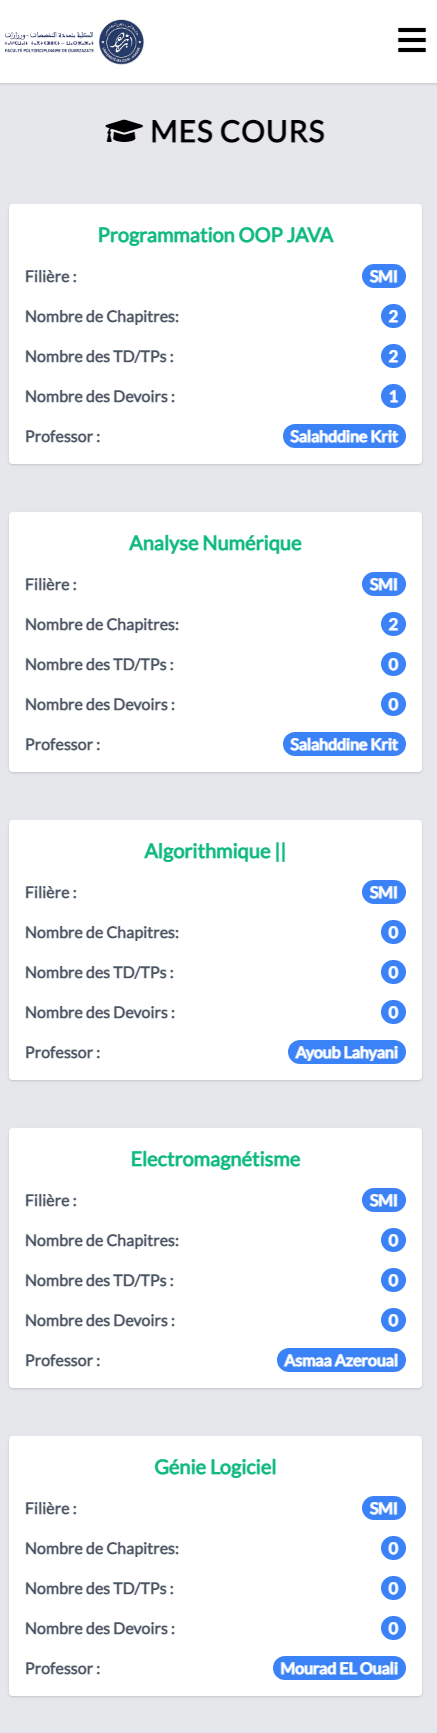 الكلية متعددة التخصصات - ورزازات
FACULTÉ POLYDISCIPLINAIRE DE OUARZAZATE
MES COURS
Programmation OOP JAVA
Filière : SMI
Nombre de Chapitres: 2
Nombre des TD/TPs : 2
Nombre des Devoirs : 1
Professor : Salahddine Krit
Analyse Numérique
Filière : SMI
Nombre de Chapitres: 2
Nombre des TD/TPs : 0
Nombre des Devoirs : 0
Professor : Salahddine Krit
Algorithmique ||
Filière : SMI
Nombre de Chapitres: 0
Nombre des TD/TPs : 0
Nombre des Devoirs : 0
Professor : Ayoub Lahyani
Electromagnétisme
Filière : SMI
Nombre de Chapitres: 0
Nombre des TD/TPs : 0
Nombre des Devoirs : 0
Professor : Asmaa Azeroual
Génie Logiciel
Filière : SMI
Nombre de Chapitres: 0
Nombre des TD/TPs : 0
Nombre des Devoirs : 0
Professor : Mourad EL Ouali